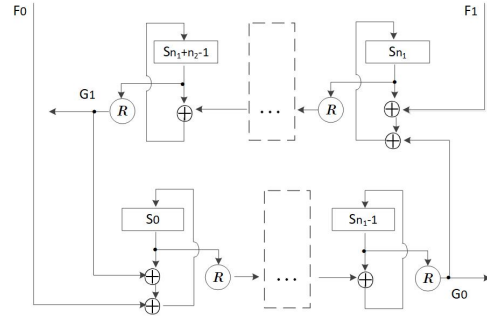 F₀ F₁
Sn₁+n₂-1 Sn₁
G₁ R ... R
S₀ Sn₁-1
R ... R
G₀